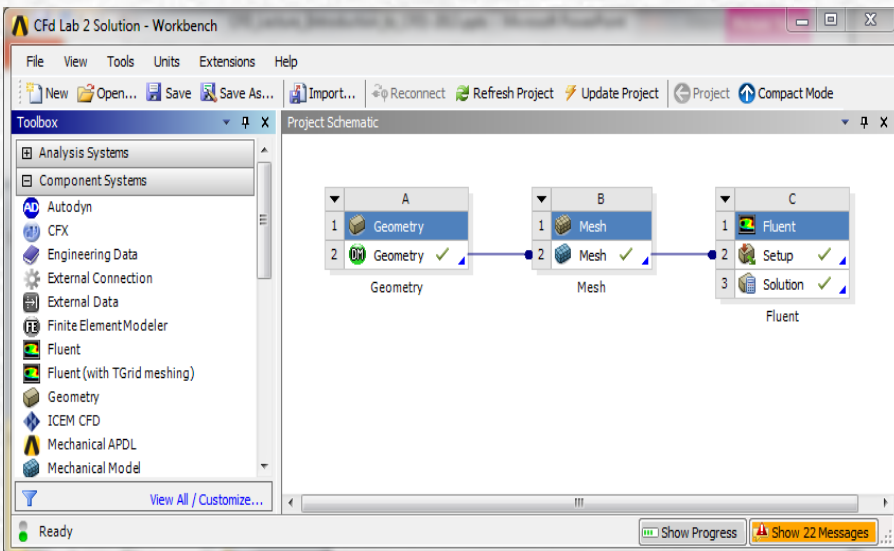 CFd Lab 2 Solution - Workbench
File View Tools Units Extensions Help
New Open... Save Save As... Import... Reconnect Refresh Project Update Project Project Compact Mode
Toolbox
Project Schematic
Analysis Systems
Component Systems
Autodyn
CFX
Engineering Data
External Connection
External Data
Finite Element Modeler
Fluent
Fluent (with TGrid meshing)
Geometry
ICEM CFD
Mechanical APDL
Mechanical Model
View All / Customize...
A
1 Geometry
2 DM Geometry
Geometry
B
1 Mesh
2 Mesh
Mesh
C
1 Fluent
2 Setup
3 Solution
Fluent
Ready
Show Progress
Show 22 Messages